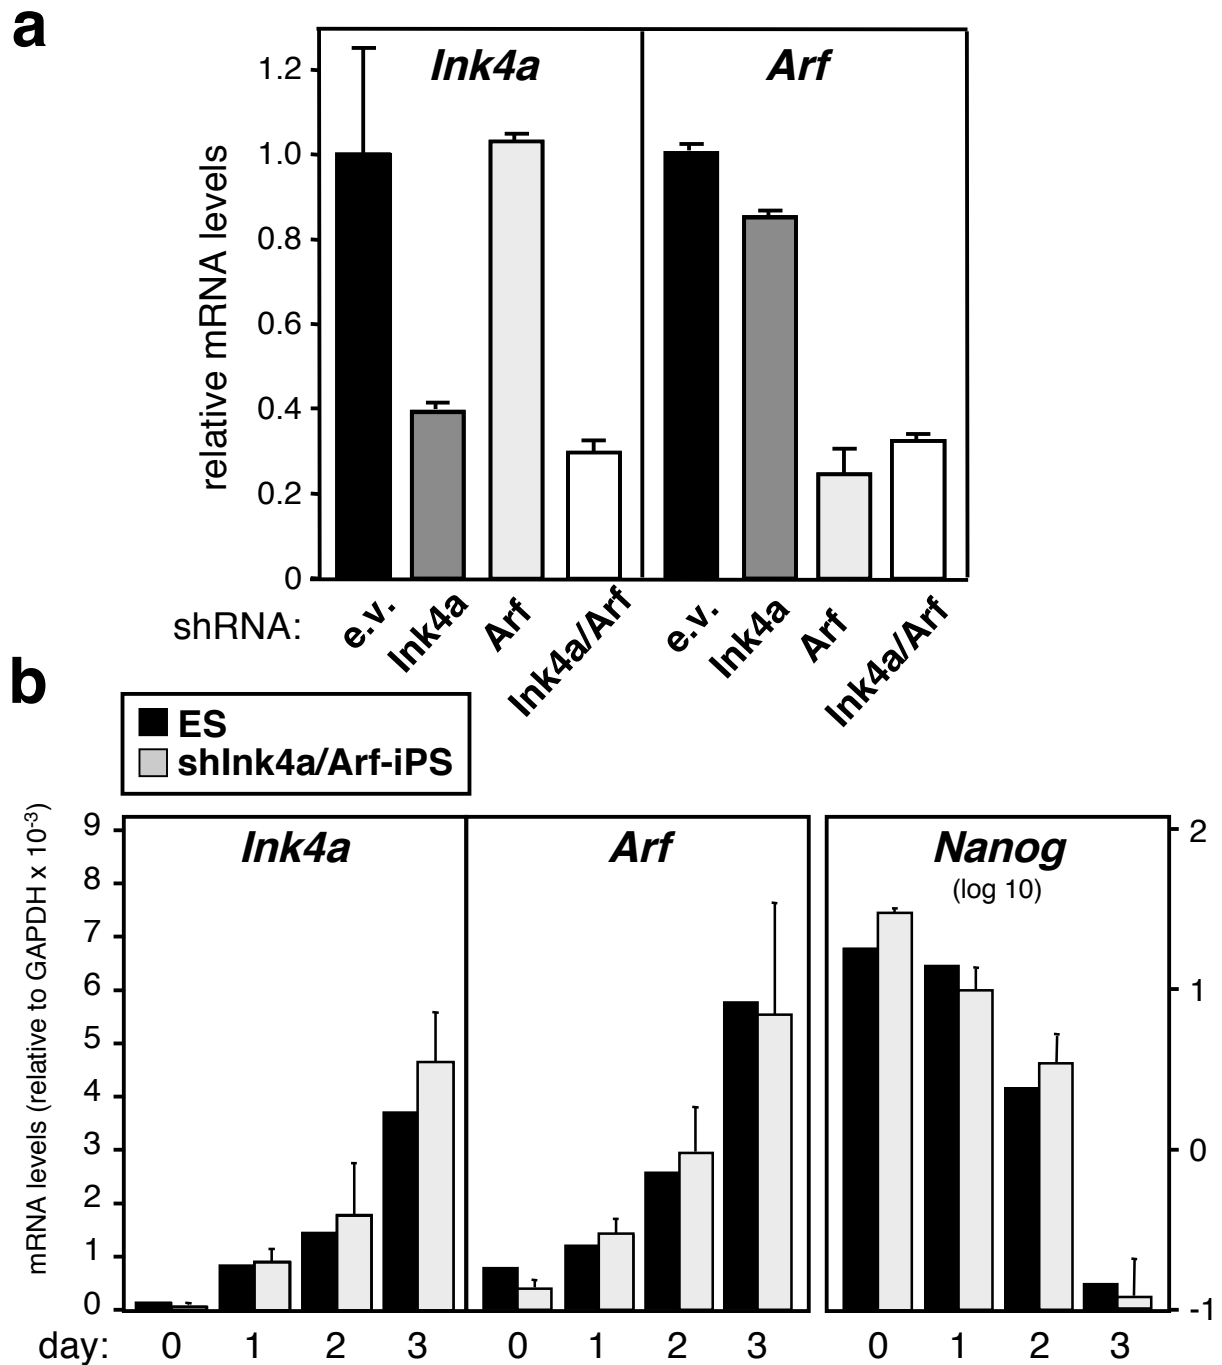 a
Ink4a Arf
relative mRNA levels
1.2
1.0
0.8
0.6
0.4
0.2
0
shRNA: e.v. Ink4a Arf Ink4a/Arf e.v. Ink4a Arf Ink4a/Arf
b
ES
shInk4a/Arf-iPS
mRNA levels (relative to GAPDH x 10-3)
9
8
7
6
5
4
3
2
1
0
Ink4a Arf Nanog
(log 10)
2
1
0
-1
day: 0 1 2 3 0 1 2 3 0 1 2 3